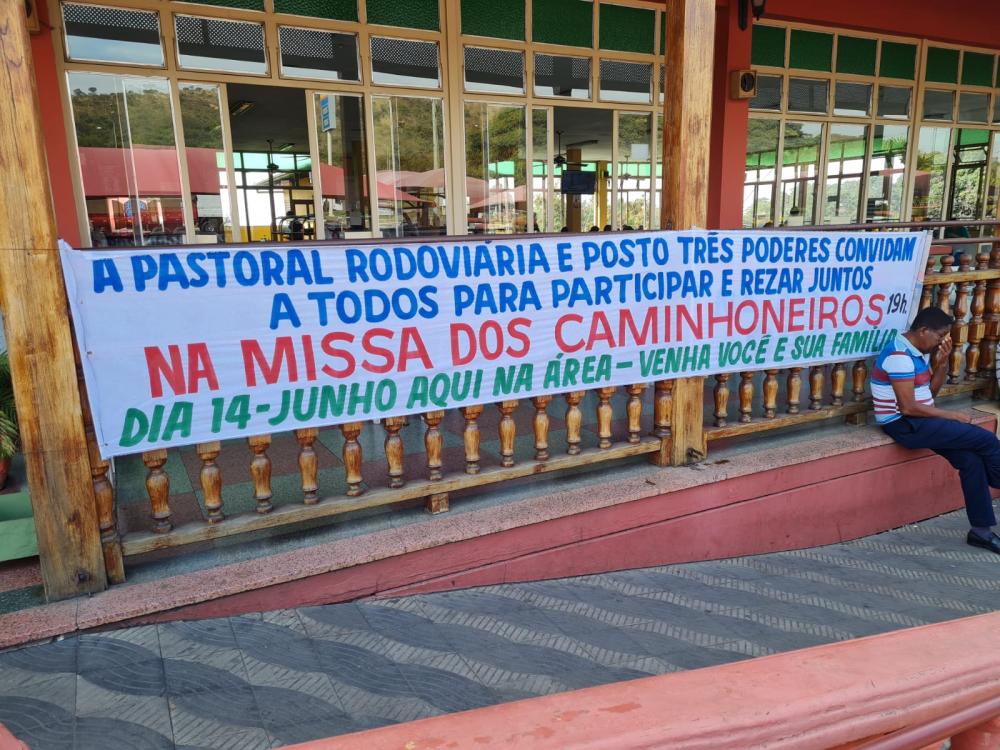 A PASTORAL RODOVIÁRIA E POSTO TRÊS PODERES CONVIDAM
A TODOS PARA PARTICIPAR E REZAR JUNTOS
NA MISSA DOS CAMINHONEIROS 19h.
DIA 14-JUNHO AQUI NA ÁREA - VENHA VOCÊ E SUA FAMÍLIA